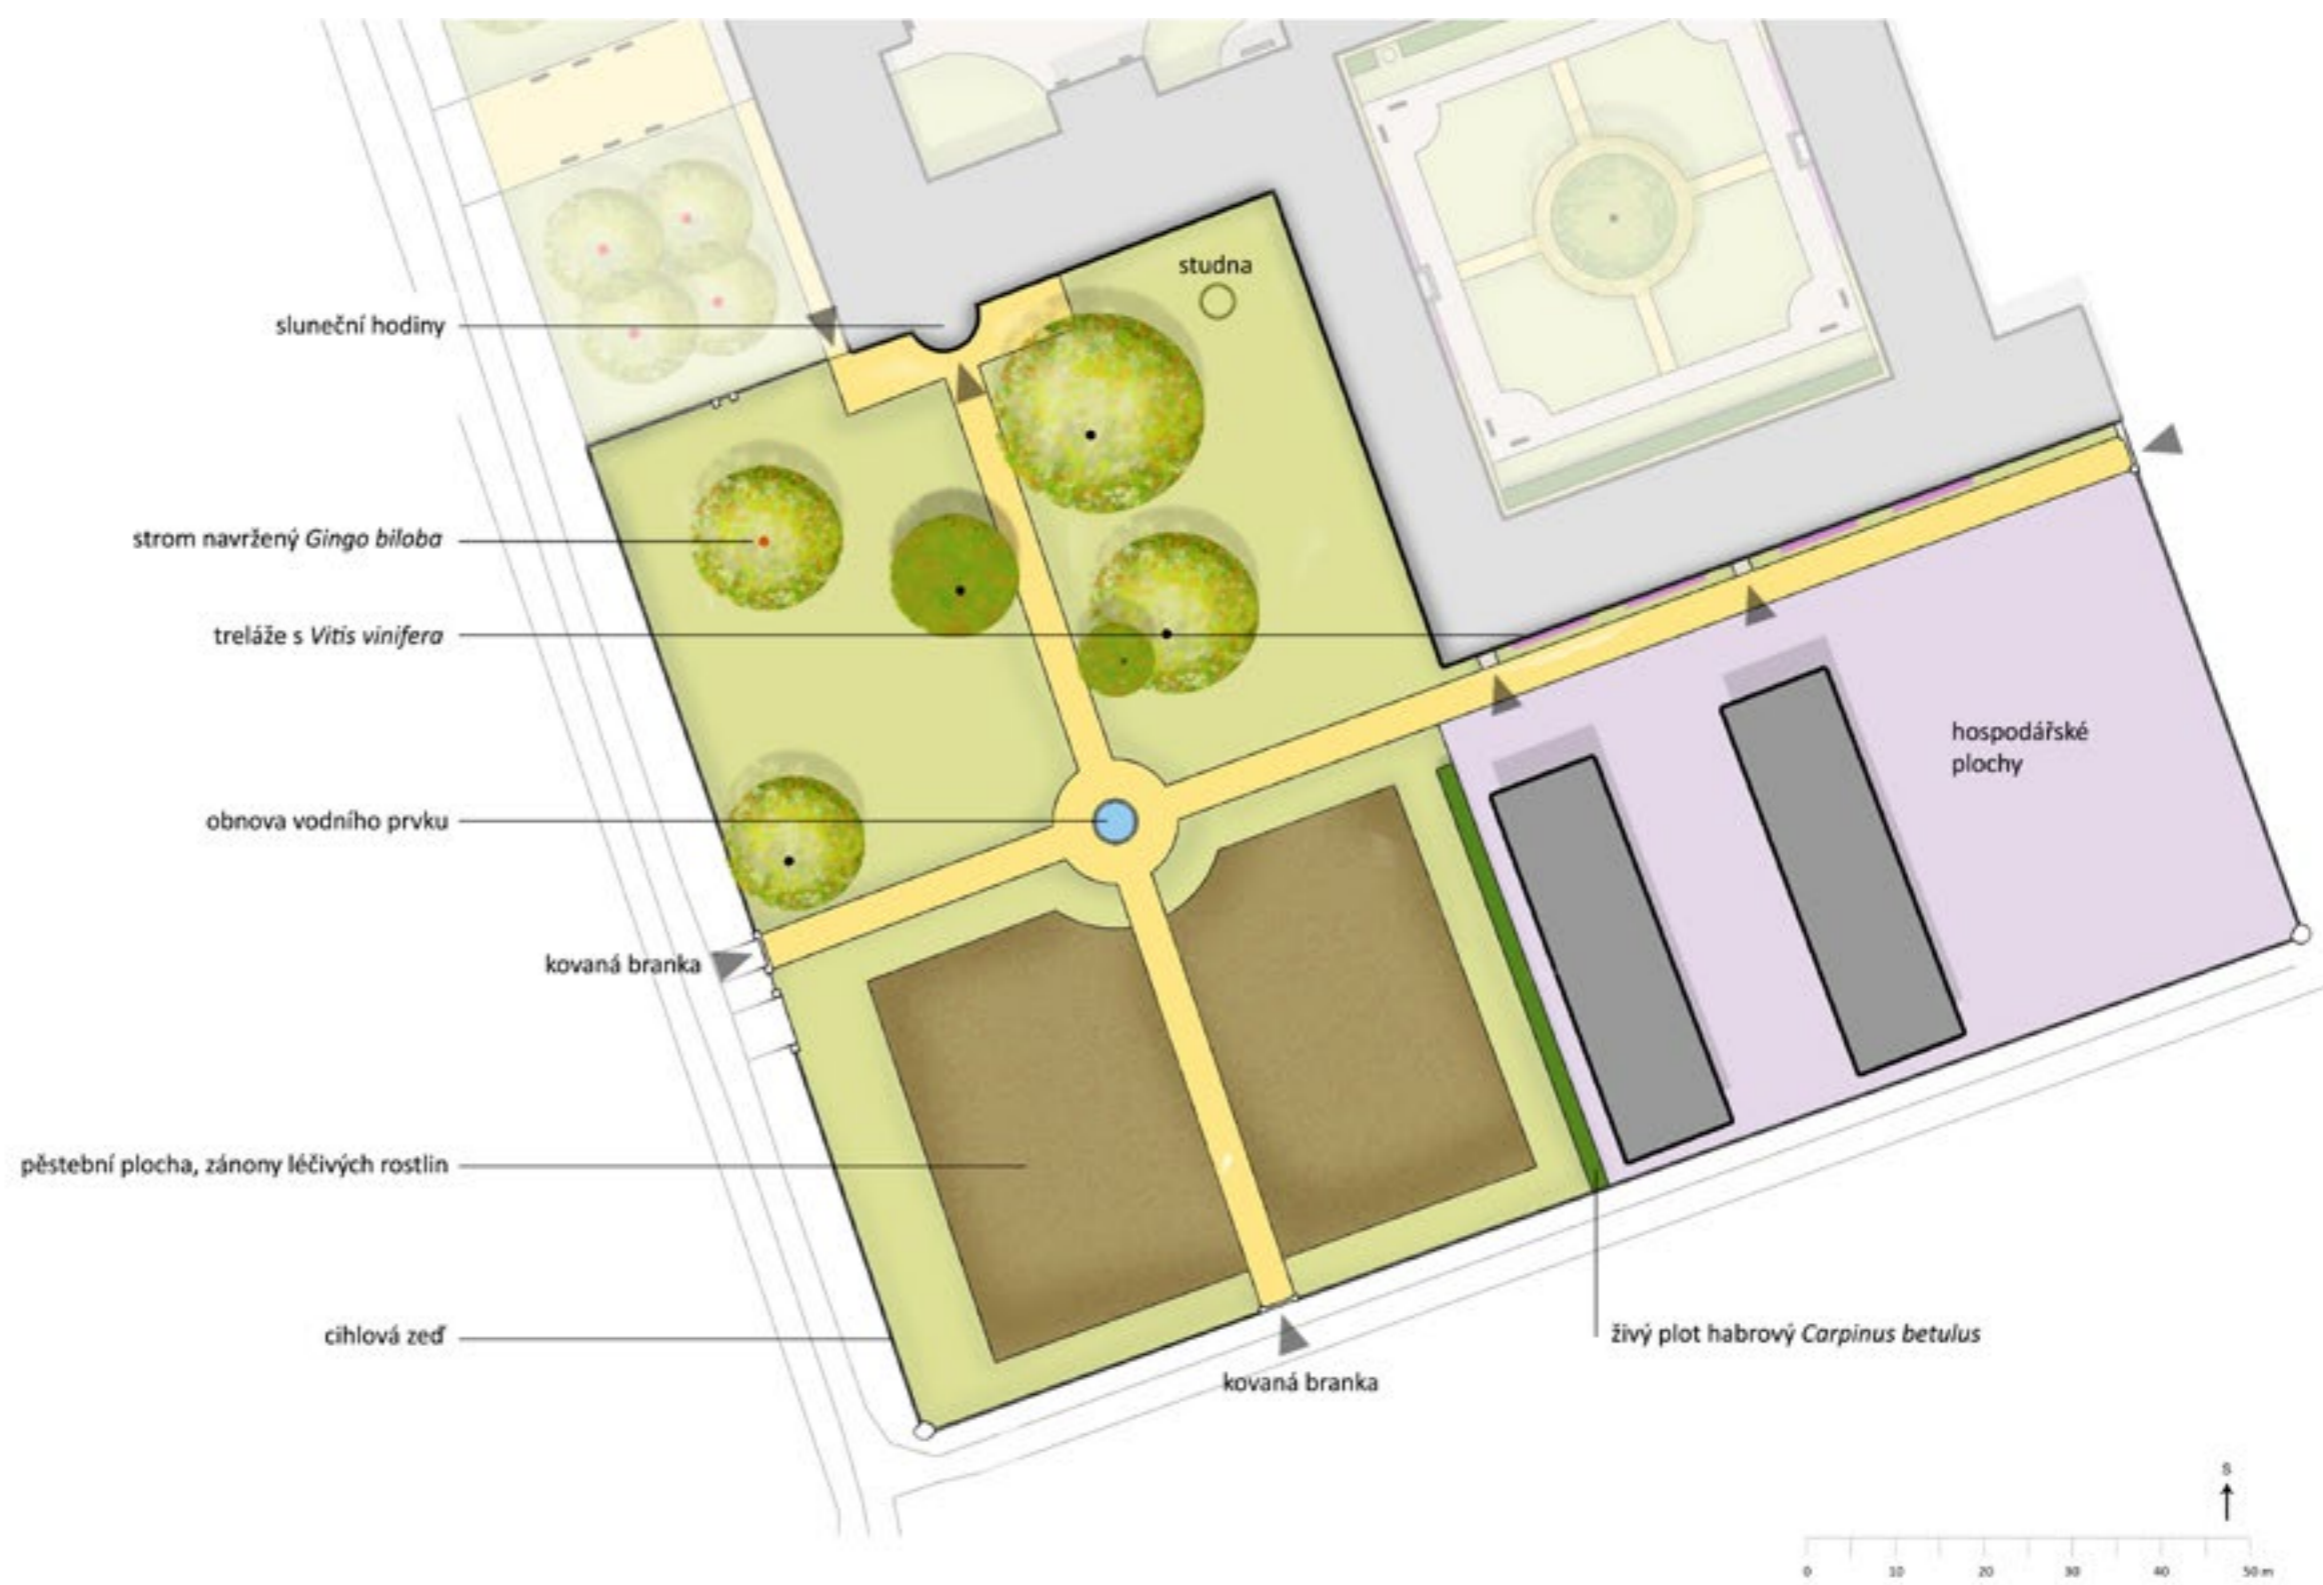 studna
sluneční hodiny
strom navržený Gingo biloba
treláže s Vitis vinifera
hospodářské
plochy
obnova vodního prvku
kovaná branka
pěstební plocha, zánony léčivých rostlin
cihlová zeď
živý plot habrový Carpinus betulus
kovaná branka
S
0 10 20 30 40 50 m